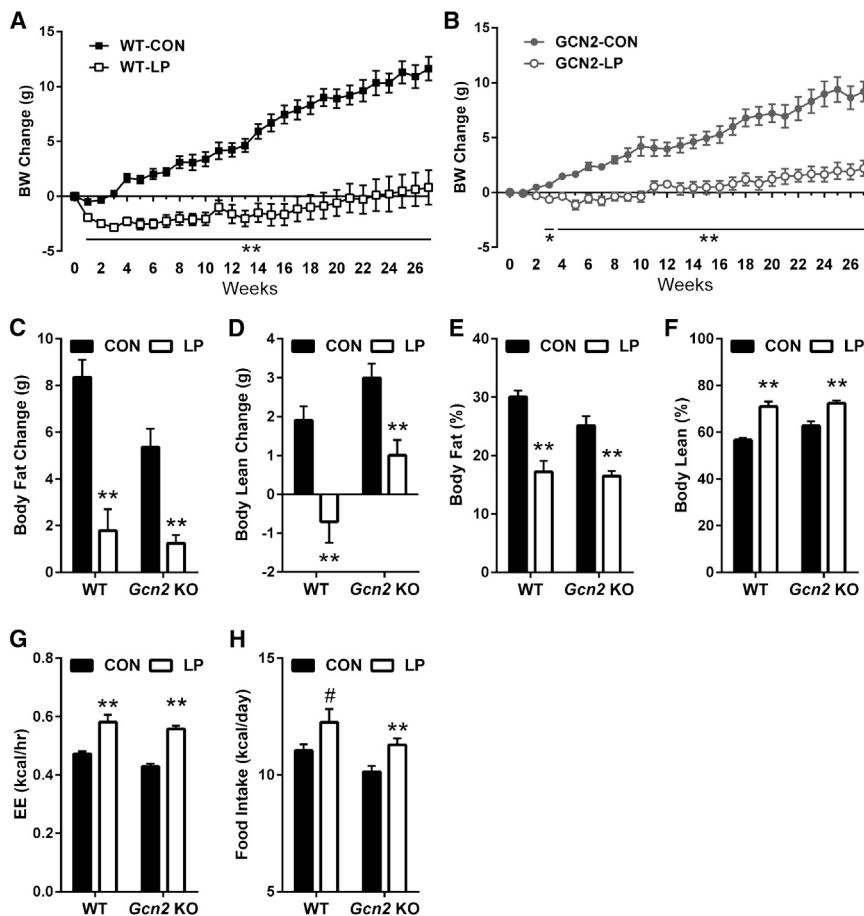 A
WT-CON
WT-LP
BW Change (g)
15
10
5
0
-5
**
0 2 4 6 8 10 12 14 16 18 20 22 24 26
Weeks
B
GCN2-CON
GCN2-LP
BW Change (g)
15
10
5
0
-5
* **
0 2 4 6 8 10 12 14 16 18 20 22 24 26
Weeks
C
CON LP
Body Fat Change (g)
10
8
6
4
2
0
** **
WT Gcn2 KO
D
CON LP
Body Lean Change (g)
4
3
2
1
0
-1
-2
** **
WT Gcn2 KO
E
CON LP
Body Fat (%)
40
30
20
10
0
** **
WT Gcn2 KO
F
CON LP
Body Lean (%)
100
80
60
40
20
0
** **
WT Gcn2 KO
G
CON LP
EE (kcal/hr)
0.8
0.6
0.4
0.2
0.0
** **
WT Gcn2 KO
H
CON LP
Food Intake (kcal/day)
15
10
5
# **
WT Gcn2 KO